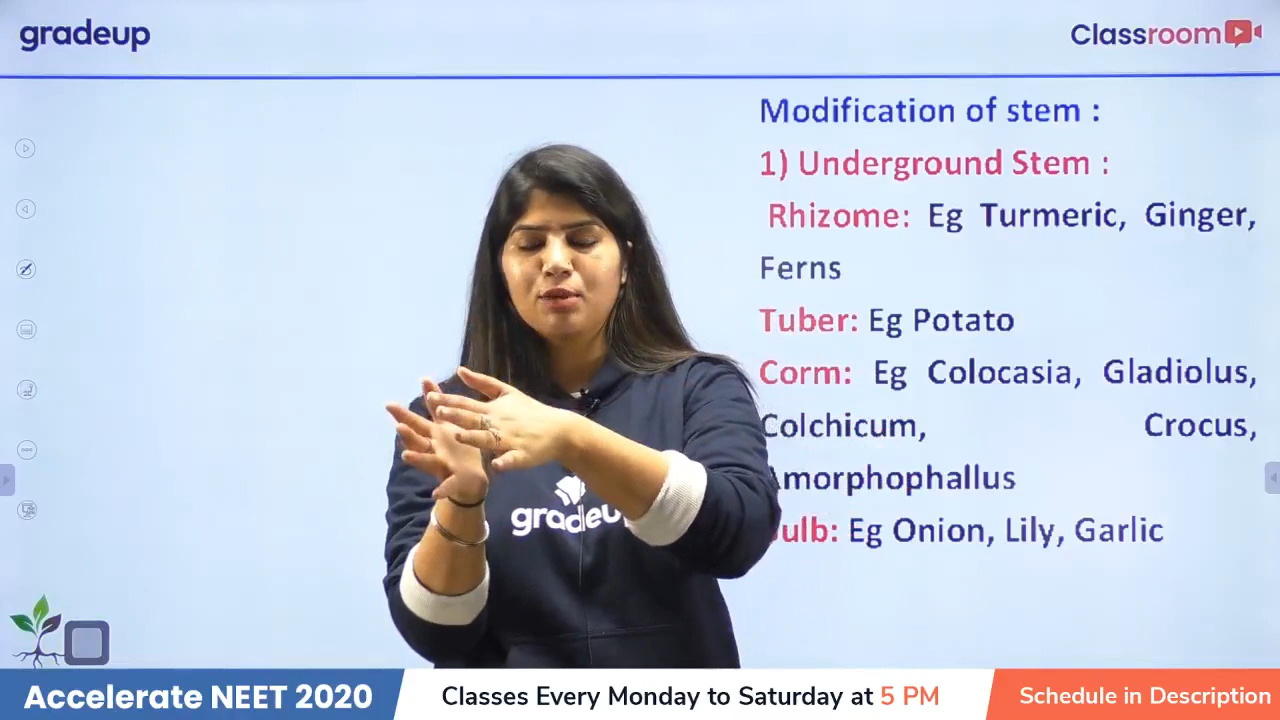 gradeup
Classroom
Modification of stem :
1) Underground Stem :
Rhizome: Eg Turmeric, Ginger,
Ferns
Tuber: Eg Potato
Corm: Eg Colocasia, Gladiolus,
Colchicum, Crocus,
Amorphophallus
Bulb: Eg Onion, Lily, Garlic
gradeup
Accelerate NEET 2020
Classes Every Monday to Saturday at 5 PM
Schedule in Description